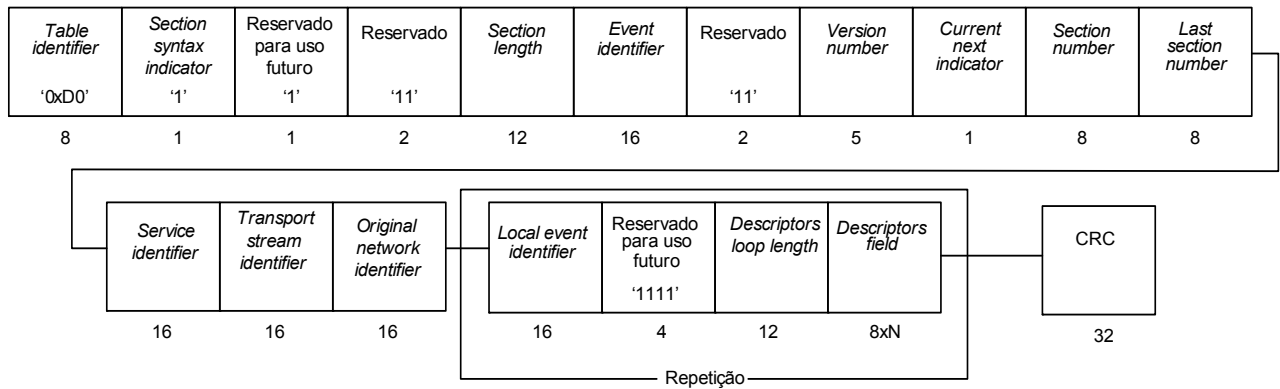 Table identifier '0xD0'
Section syntax indicator '1'
Reservado para uso futuro '1'
Reservado '11'
Section length
Event identifier
Reservado '11'
Version number
Current next indicator
Section number
Last section number
8 1 1 2 12 16 2 5 1 8 8
Service identifier
Transport stream identifier
Original network identifier
Local event identifier
Reservado para uso futuro '1111'
Descriptors loop length
Descriptors field
CRC
16 16 16 16 4 12 8xN 32
Repetição